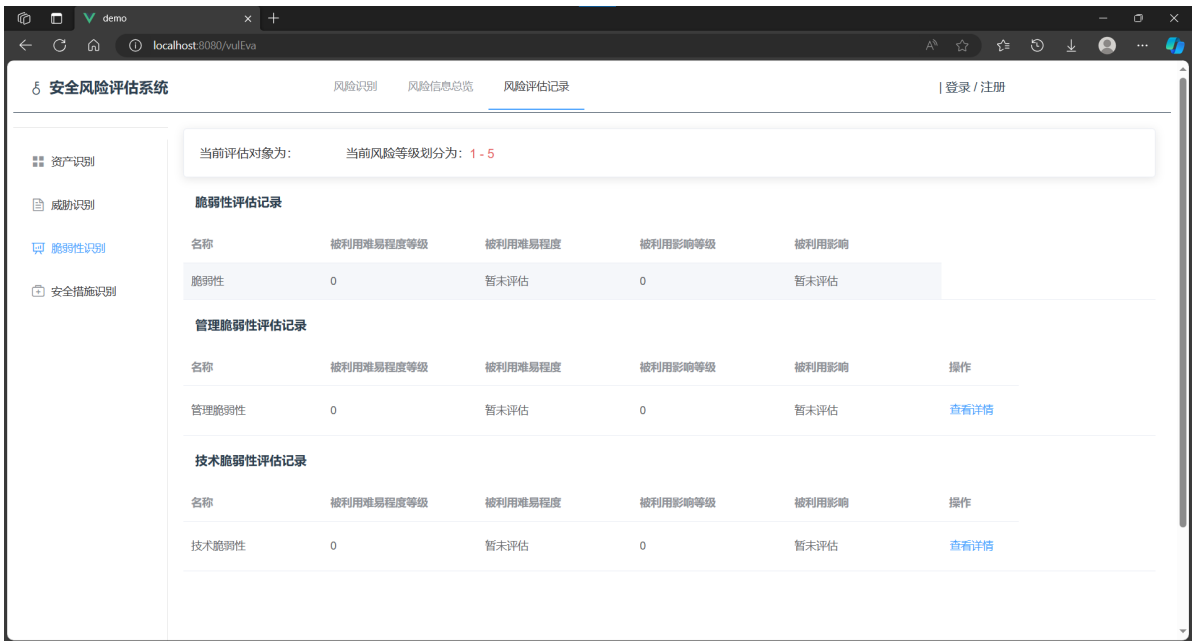 demo
localhost:8080/vulEva
安全风险评估系统 风险识别 风险信息总览 风险评估记录 | 登录 / 注册
资产识别
威胁识别
脆弱性识别
安全措施识别
当前评估对象为: 当前风险等级划分为: 1 - 5
脆弱性评估记录
名称 被利用难易程度等级 被利用难易程度 被利用影响等级 被利用影响
脆弱性 0 暂未评估 0 暂未评估
管理脆弱性评估记录
名称 被利用难易程度等级 被利用难易程度 被利用影响等级 被利用影响 操作
管理脆弱性 0 暂未评估 0 暂未评估 查看详情
技术脆弱性评估记录
名称 被利用难易程度等级 被利用难易程度 被利用影响等级 被利用影响 操作
技术脆弱性 0 暂未评估 0 暂未评估 查看详情